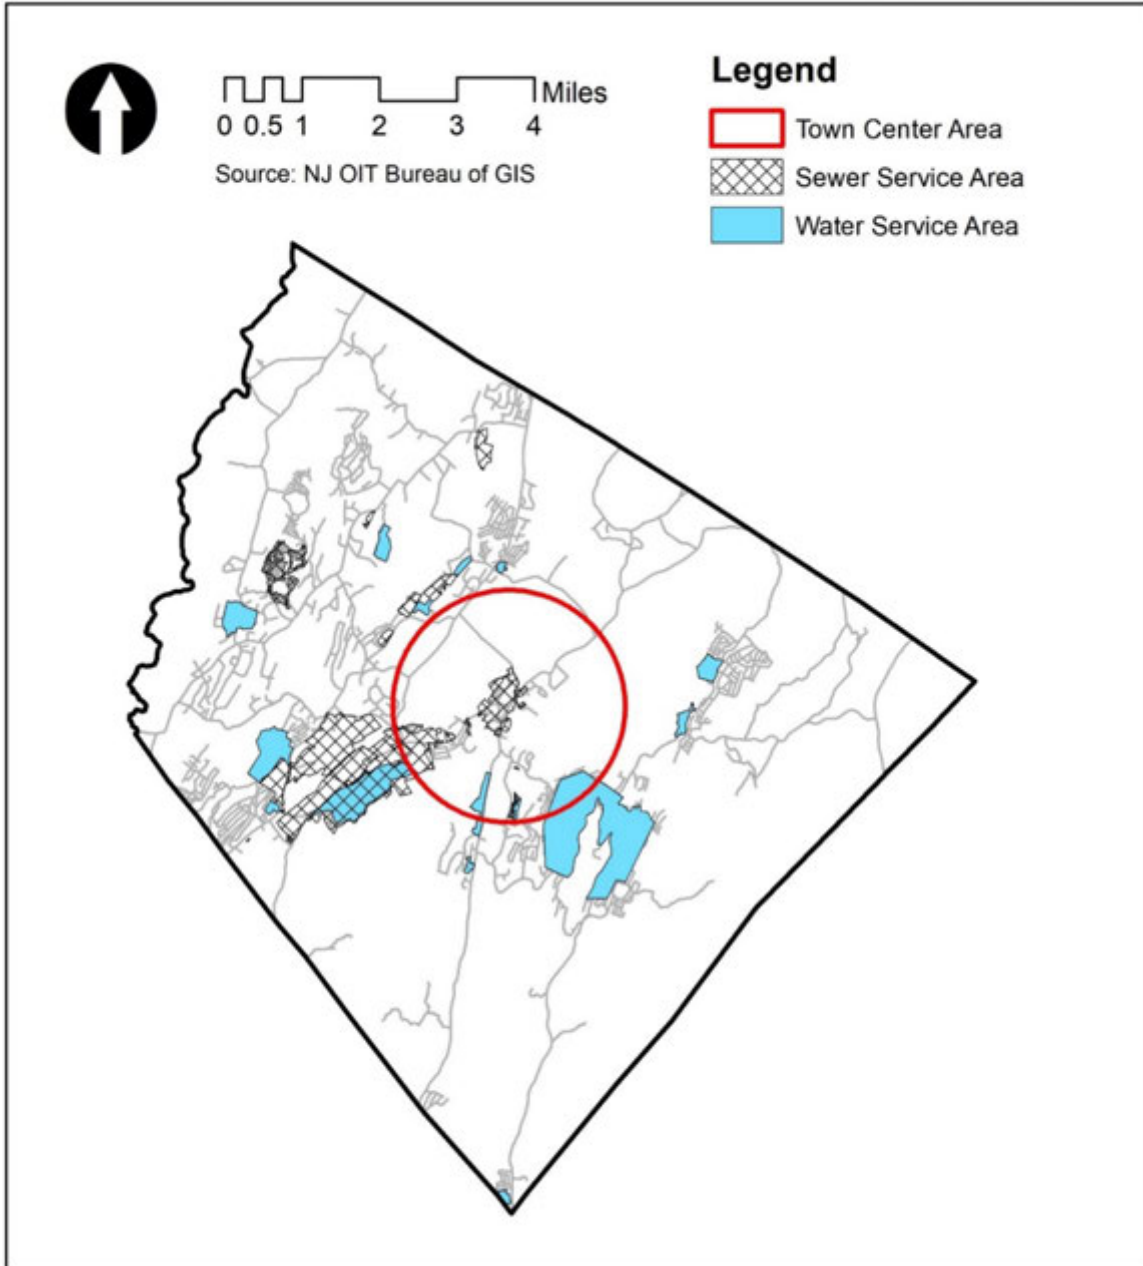 Legend
Miles
0 0.5 1 2 3 4
Source: NJ OIT Bureau of GIS
Town Center Area
Sewer Service Area
Water Service Area